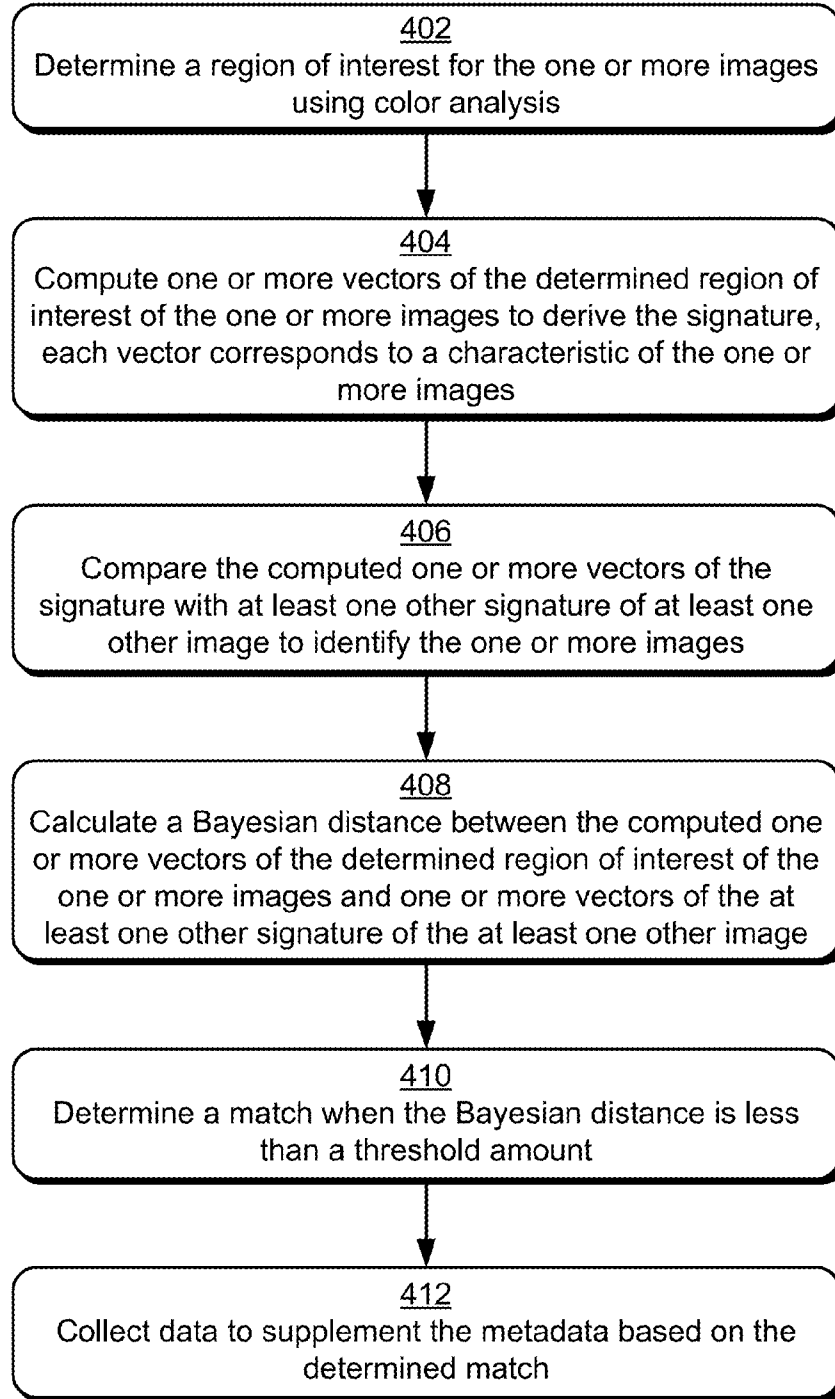 402
Determine a region of interest for the one or more images
using color analysis
404
Compute one or more vectors of the determined region of
interest of the one or more images to derive the signature,
each vector corresponds to a characteristic of the one or
more images
406
Compare the computed one or more vectors of the
signature with at least one other signature of at least one
other image to identify the one or more images
408
Calculate a Bayesian distance between the computed one
or more vectors of the determined region of interest of the
one or more images and one or more vectors of the at
least one other signature of the at least one other image
410
Determine a match when the Bayesian distance is less
than a threshold amount
412
Collect data to supplement the metadata based on the
determined match